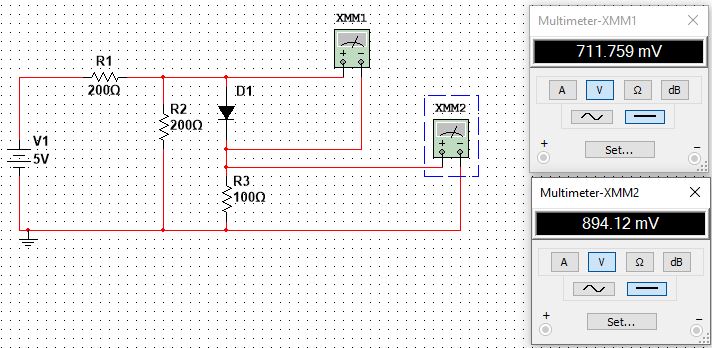 XMM1
R1
200Ω
V1
5V
R2
200Ω
D1
R3
100Ω
XMM2
Multimeter-XMM1
711.759 mV
A V Ω dB
+ Set... −
Multimeter-XMM2
894.12 mV
A V Ω dB
+ Set... −